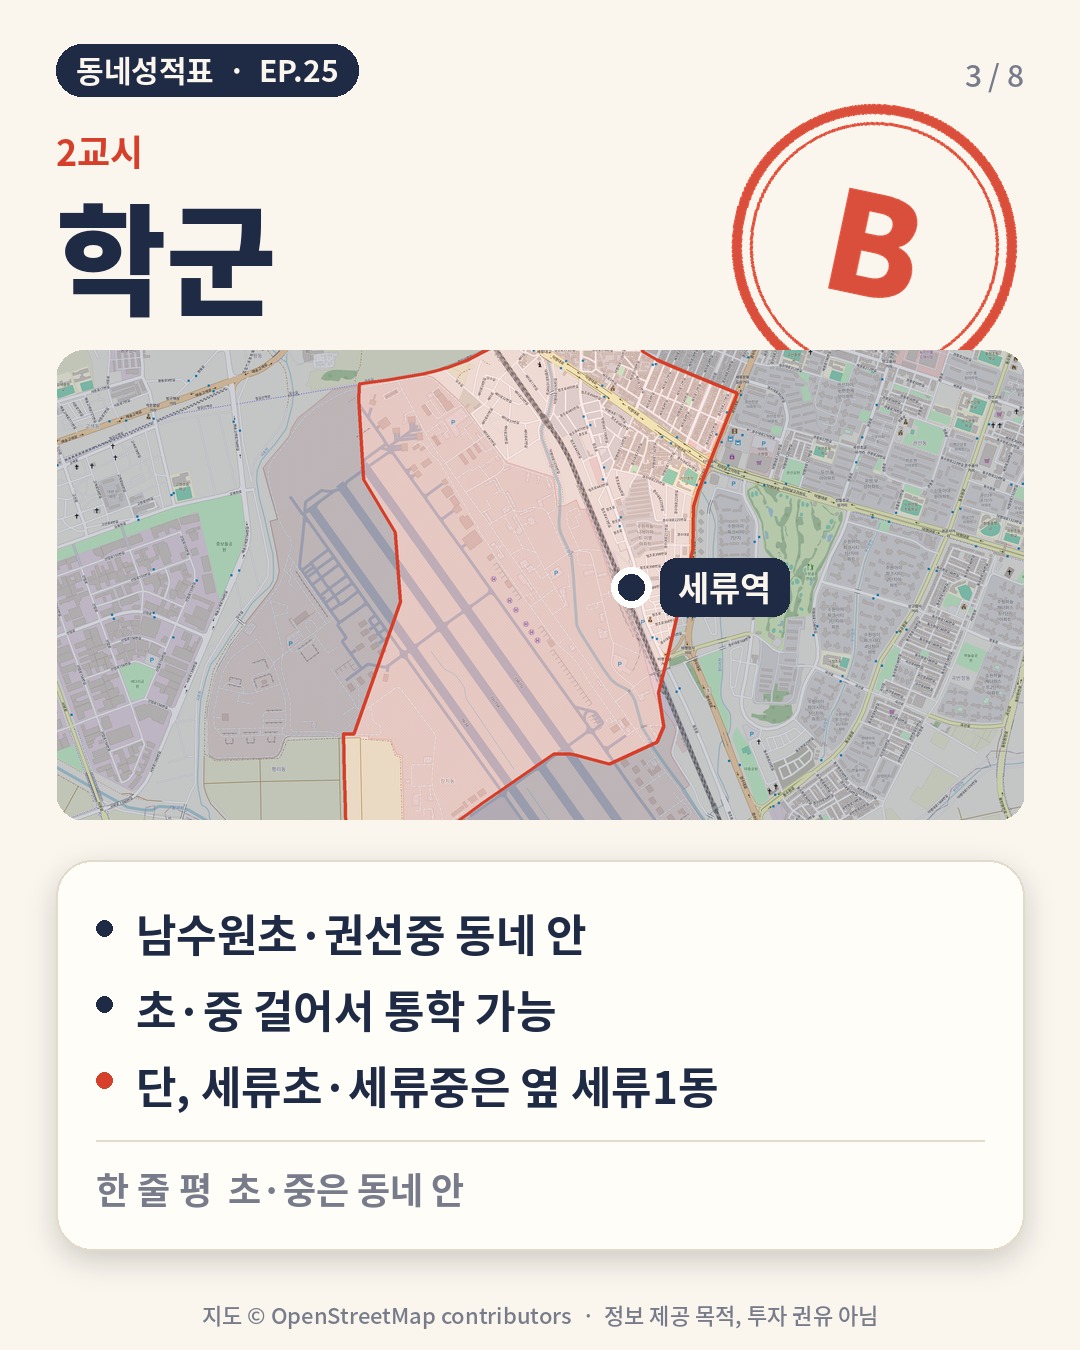 동네성적표 · EP.25
3 / 8
2교시
학군
B
세류역
남수원초·권선중 동네 안
초·중 걸어서 통학 가능
단, 세류초·세류중은 옆 세류1동
한 줄 평 초·중은 동네 안
지도 © OpenStreetMap contributors · 정보 제공 목적, 투자 권유 아님